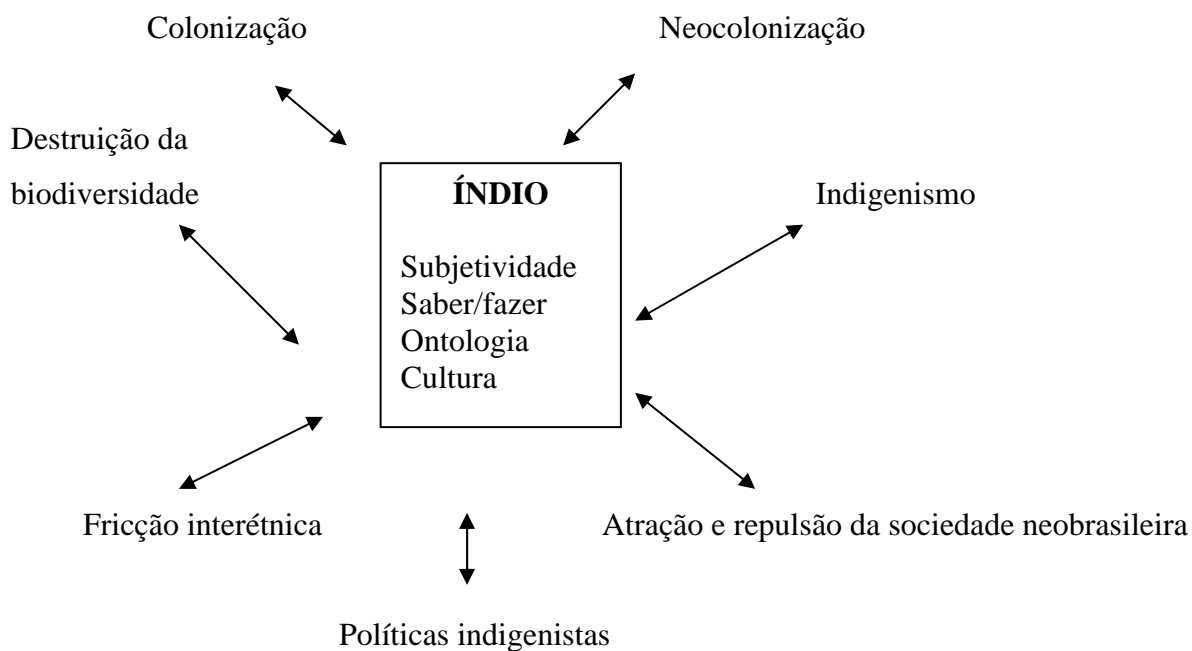 Colonização
Neocolonização
Destruição da
biodiversidade
ÍNDIO
Indigenismo
Subjetividade
Saber/fazer
Ontologia
Cultura
Fricção interétnica
Atração e repulsão da sociedade neobrasileira
Políticas indigenistas